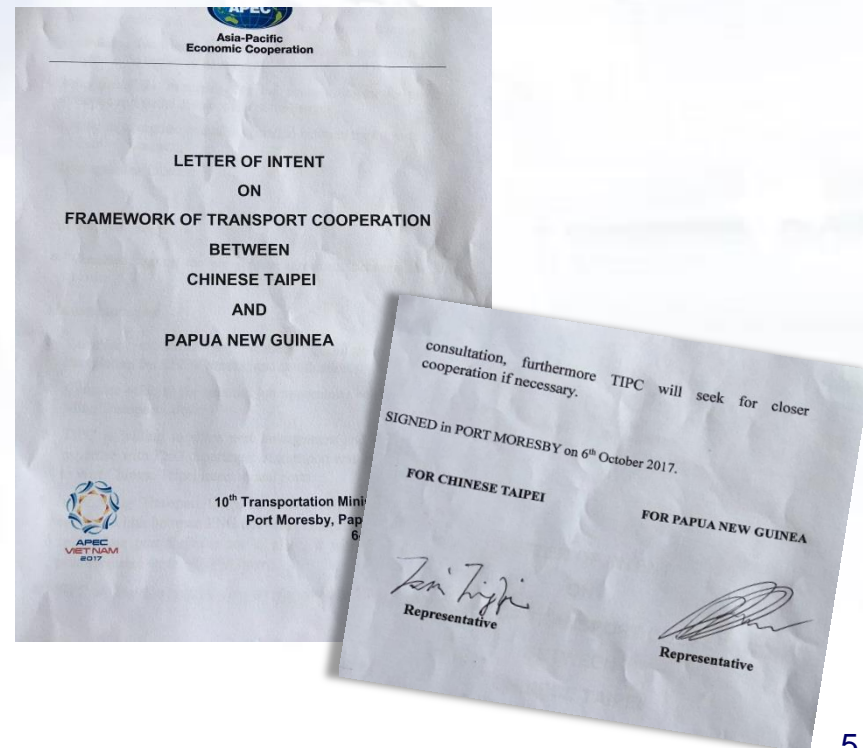 APEC
Asia-Pacific
Economic Cooperation
LETTER OF INTENT
ON
FRAMEWORK OF TRANSPORT COOPERATION
BETWEEN
CHINESE TAIPEI
AND
PAPUA NEW GUINEA
10th Transportation Mini
Port Moresby, Pap
6
APEC
VIET NAM
2017
consultation, furthermore TIPC will seek for closer
cooperation if necessary.
SIGNED in PORT MORESBY on 6th October 2017.
FOR CHINESE TAIPEI
FOR PAPUA NEW GUINEA
Representative
Representative
5